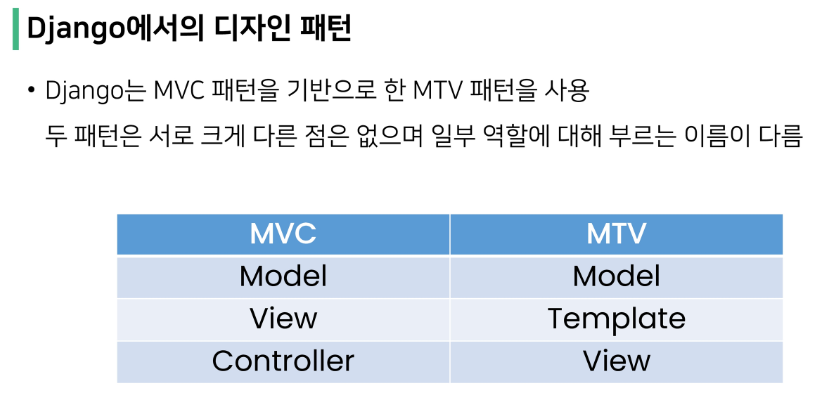 Django에서의 디자인 패턴
• Django는 MVC 패턴을 기반으로 한 MTV 패턴을 사용
두 패턴은 서로 크게 다른 점은 없으며 일부 역할에 대해 부르는 이름이 다름
MVC MTV
Model Model
View Template
Controller View